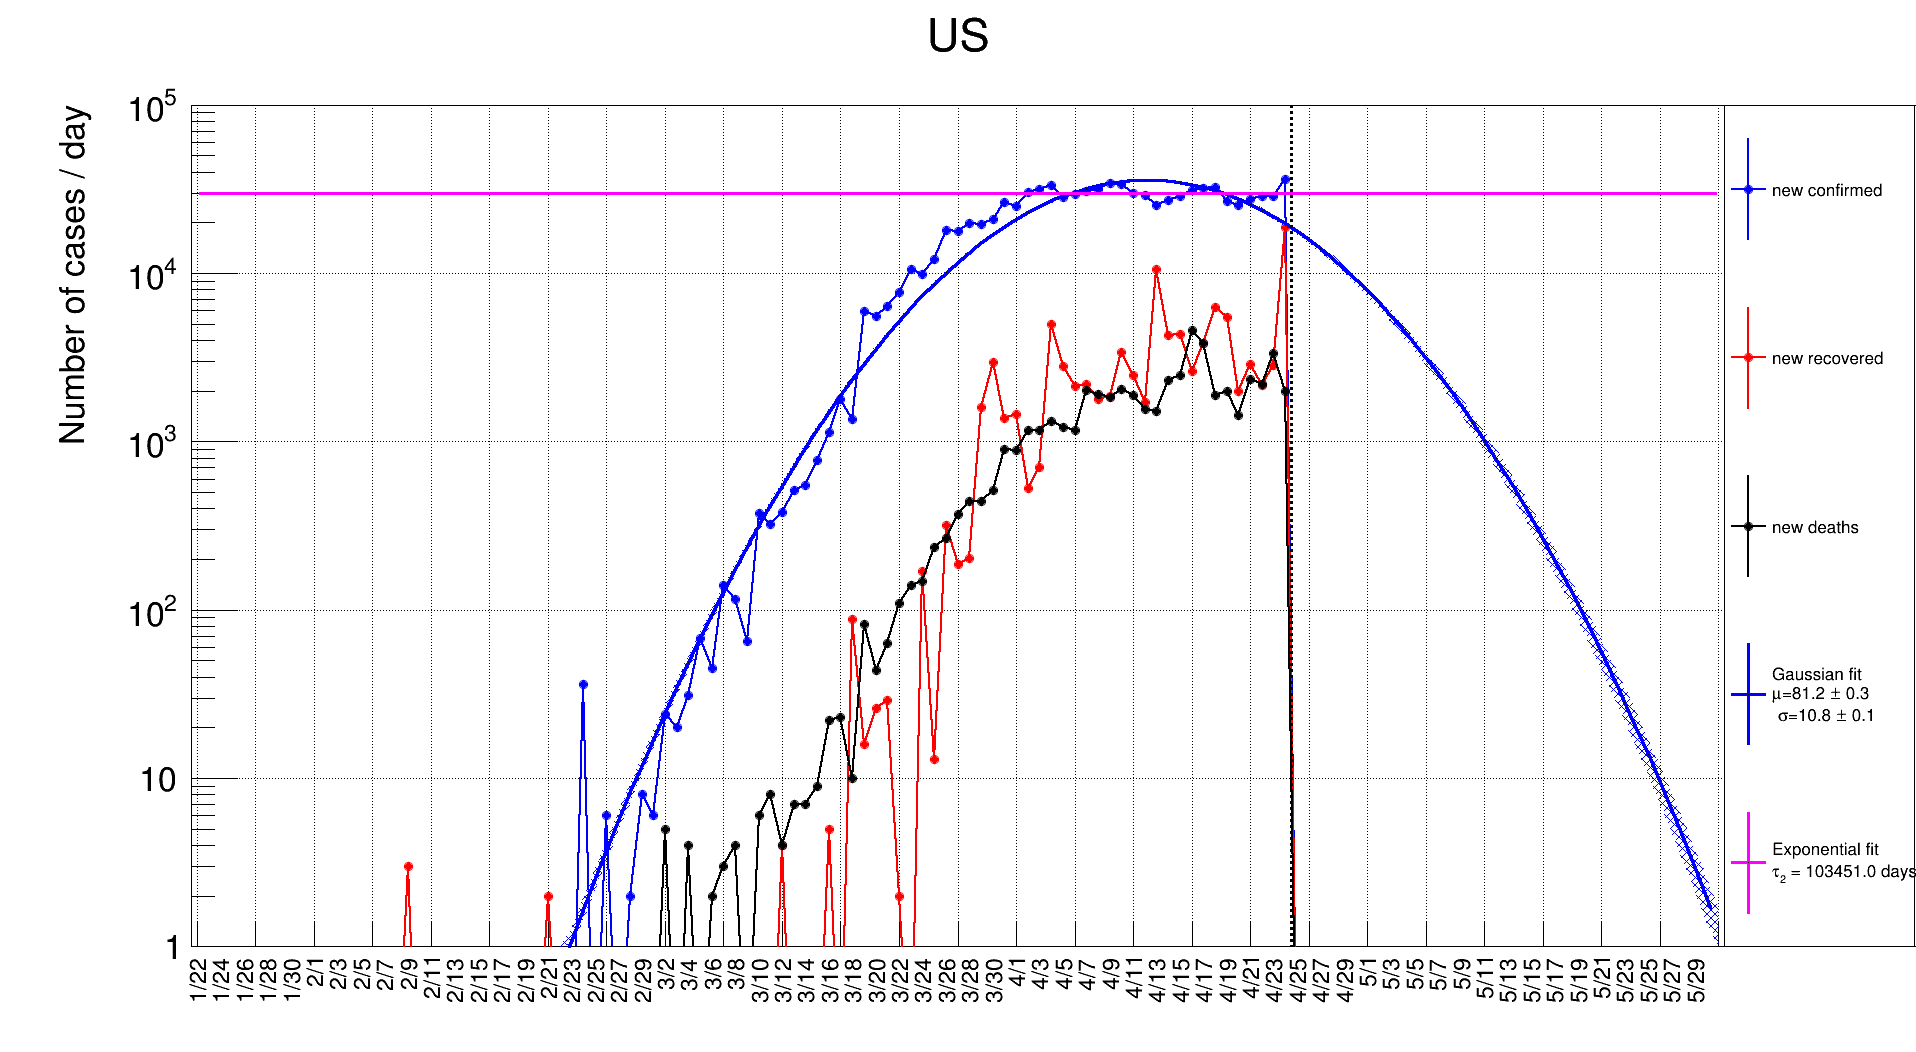 US
Number of cases / day
10^5
10^4
10^3
10^2
10
1
1/22 1/24 1/26 1/28 1/30 2/1 2/3 2/5 2/7 2/9 2/11 2/13 2/15 2/17 2/19 2/21 2/23 2/25 2/27 2/29 3/2 3/4 3/6 3/8 3/10 3/12 3/14 3/16 3/18 3/20 3/22 3/24 3/26 3/28 3/30 4/1 4/3 4/5 4/7 4/9 4/11 4/13 4/15 4/17 4/19 4/21 4/23 4/25 4/27 4/29 5/1 5/3 5/5 5/7 5/9 5/11 5/13 5/15 5/17 5/19 5/21 5/23 5/25 5/27 5/29
new confirmed
new recovered
new deaths
Gaussian fit
μ=81.2 ± 0.3
σ=10.8 ± 0.1
Exponential fit
τ₂ = 103451.0 days